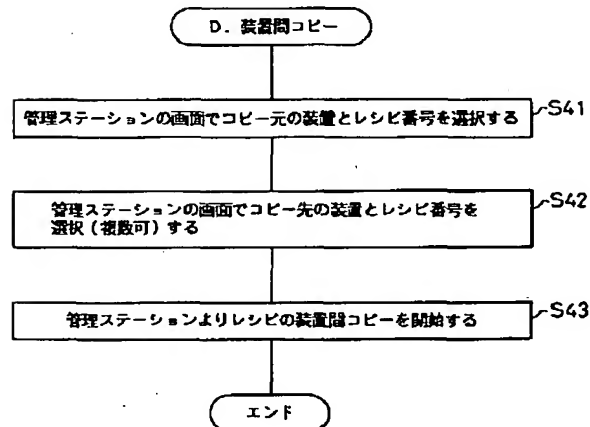 D. 装置間コピー
管理ステーションの画面でコピー元の装置とレシピ番号を選択する
S41
管理ステーションの画面でコピー先の装置とレシピ番号を
選択(複数可)する
S42
管理ステーションよりレシピの装置間コピーを開始する
S43
エンド